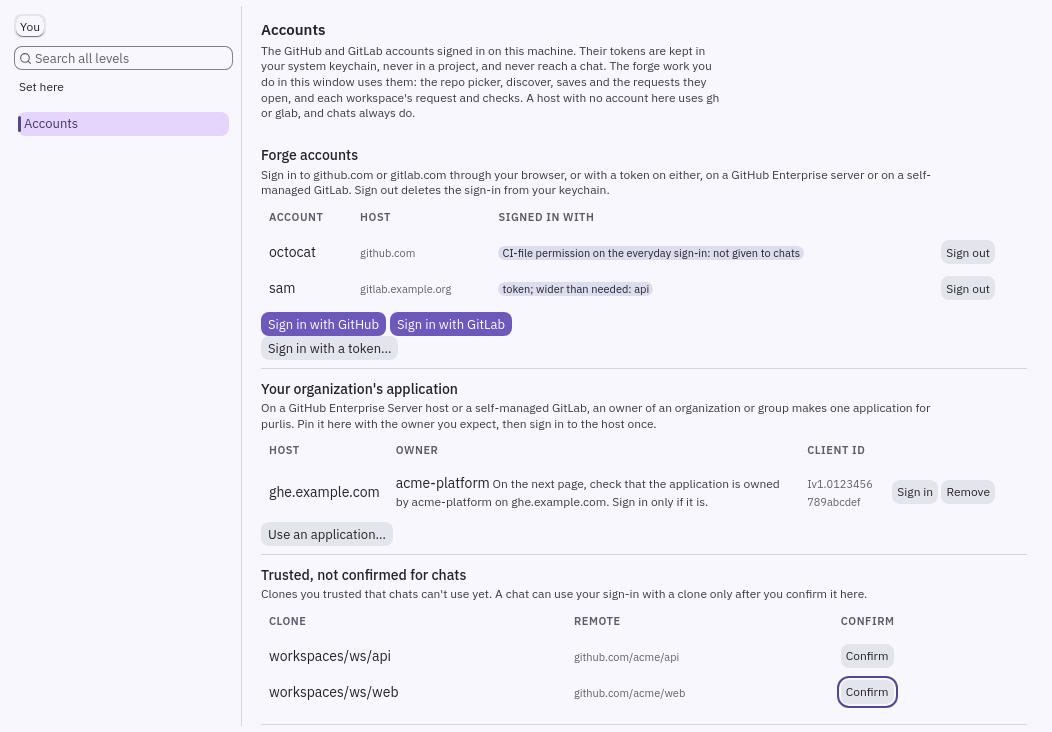 You
Search all levels
Set here
Accounts
Accounts
The GitHub and GitLab accounts signed in on this machine. Their tokens are kept in
your system keychain, never in a project, and never reach a chat. The forge work you
do in this window uses them: the repo picker, discover, saves and the requests they
open, and each workspace's request and checks. A host with no account here uses gh
or glab, and chats always do.
Forge accounts
Sign in to github.com or gitlab.com through your browser, or with a token on either, on a GitHub Enterprise server or on a self-
managed GitLab. Sign out deletes the sign-in from your keychain.
ACCOUNT HOST SIGNED IN WITH
octocat github.com CI-file permission on the everyday sign-in: not given to chats Sign out
sam gitlab.example.org token; wider than needed: api Sign out
Sign in with GitHub Sign in with GitLab
Sign in with a token...
Your organization's application
On a GitHub Enterprise Server host or a self-managed GitLab, an owner of an organization or group makes one application for
purlis. Pin it here with the owner you expect, then sign in to the host once.
HOST OWNER CLIENT ID
ghe.example.com acme-platform On the next page, check that the application is owned
by acme-platform on ghe.example.com. Sign in only if it is. Iv1.0123456
789abcdef Sign in Remove
Use an application...
Trusted, not confirmed for chats
Clones you trusted that chats can't use yet. A chat can use your sign-in with a clone only after you confirm it here.
CLONE REMOTE CONFIRM
workspaces/ws/api github.com/acme/api Confirm
workspaces/ws/web github.com/acme/web Confirm